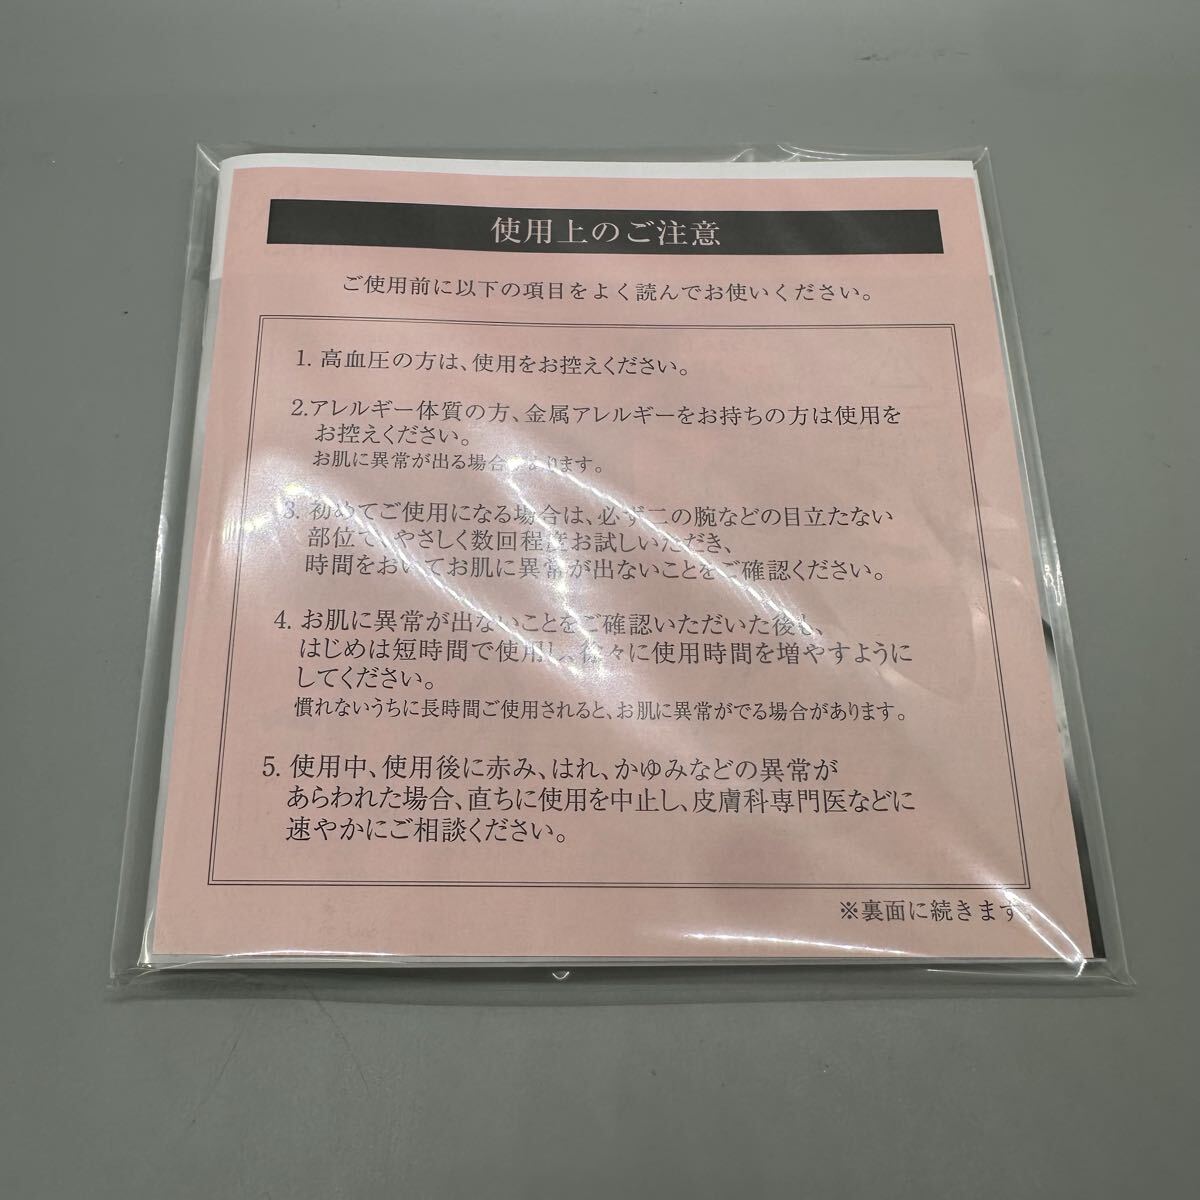 使用上のご注意
ご使用前に以下の項目をよく読んでお使いください。
1. 高血圧の方は、使用をお控えください。
2.アレルギー体質の方、金属アレルギーをお持ちの方は使用を
お控えください。
お肌に異常が出る場合があります。
3. 初めてご使用になる場合は、必ず二の腕などの目立たない
部位で、やさしく数回程度お試しいただき、
時間をおいてお肌に異常が出ないことをご確認ください。
4. お肌に異常が出ないことをご確認いただいた後も、
はじめは短時間で使用し、徐々に使用時間を増やすように
してください。
慣れないうちに長時間ご使用されると、お肌に異常がでる場合があります。
5. 使用中、使用後に赤み、はれ、かゆみなどの異常が
あらわれた場合、直ちに使用を中止し、皮膚科専門医などに
速やかにご相談ください。
※裏面に続きます。